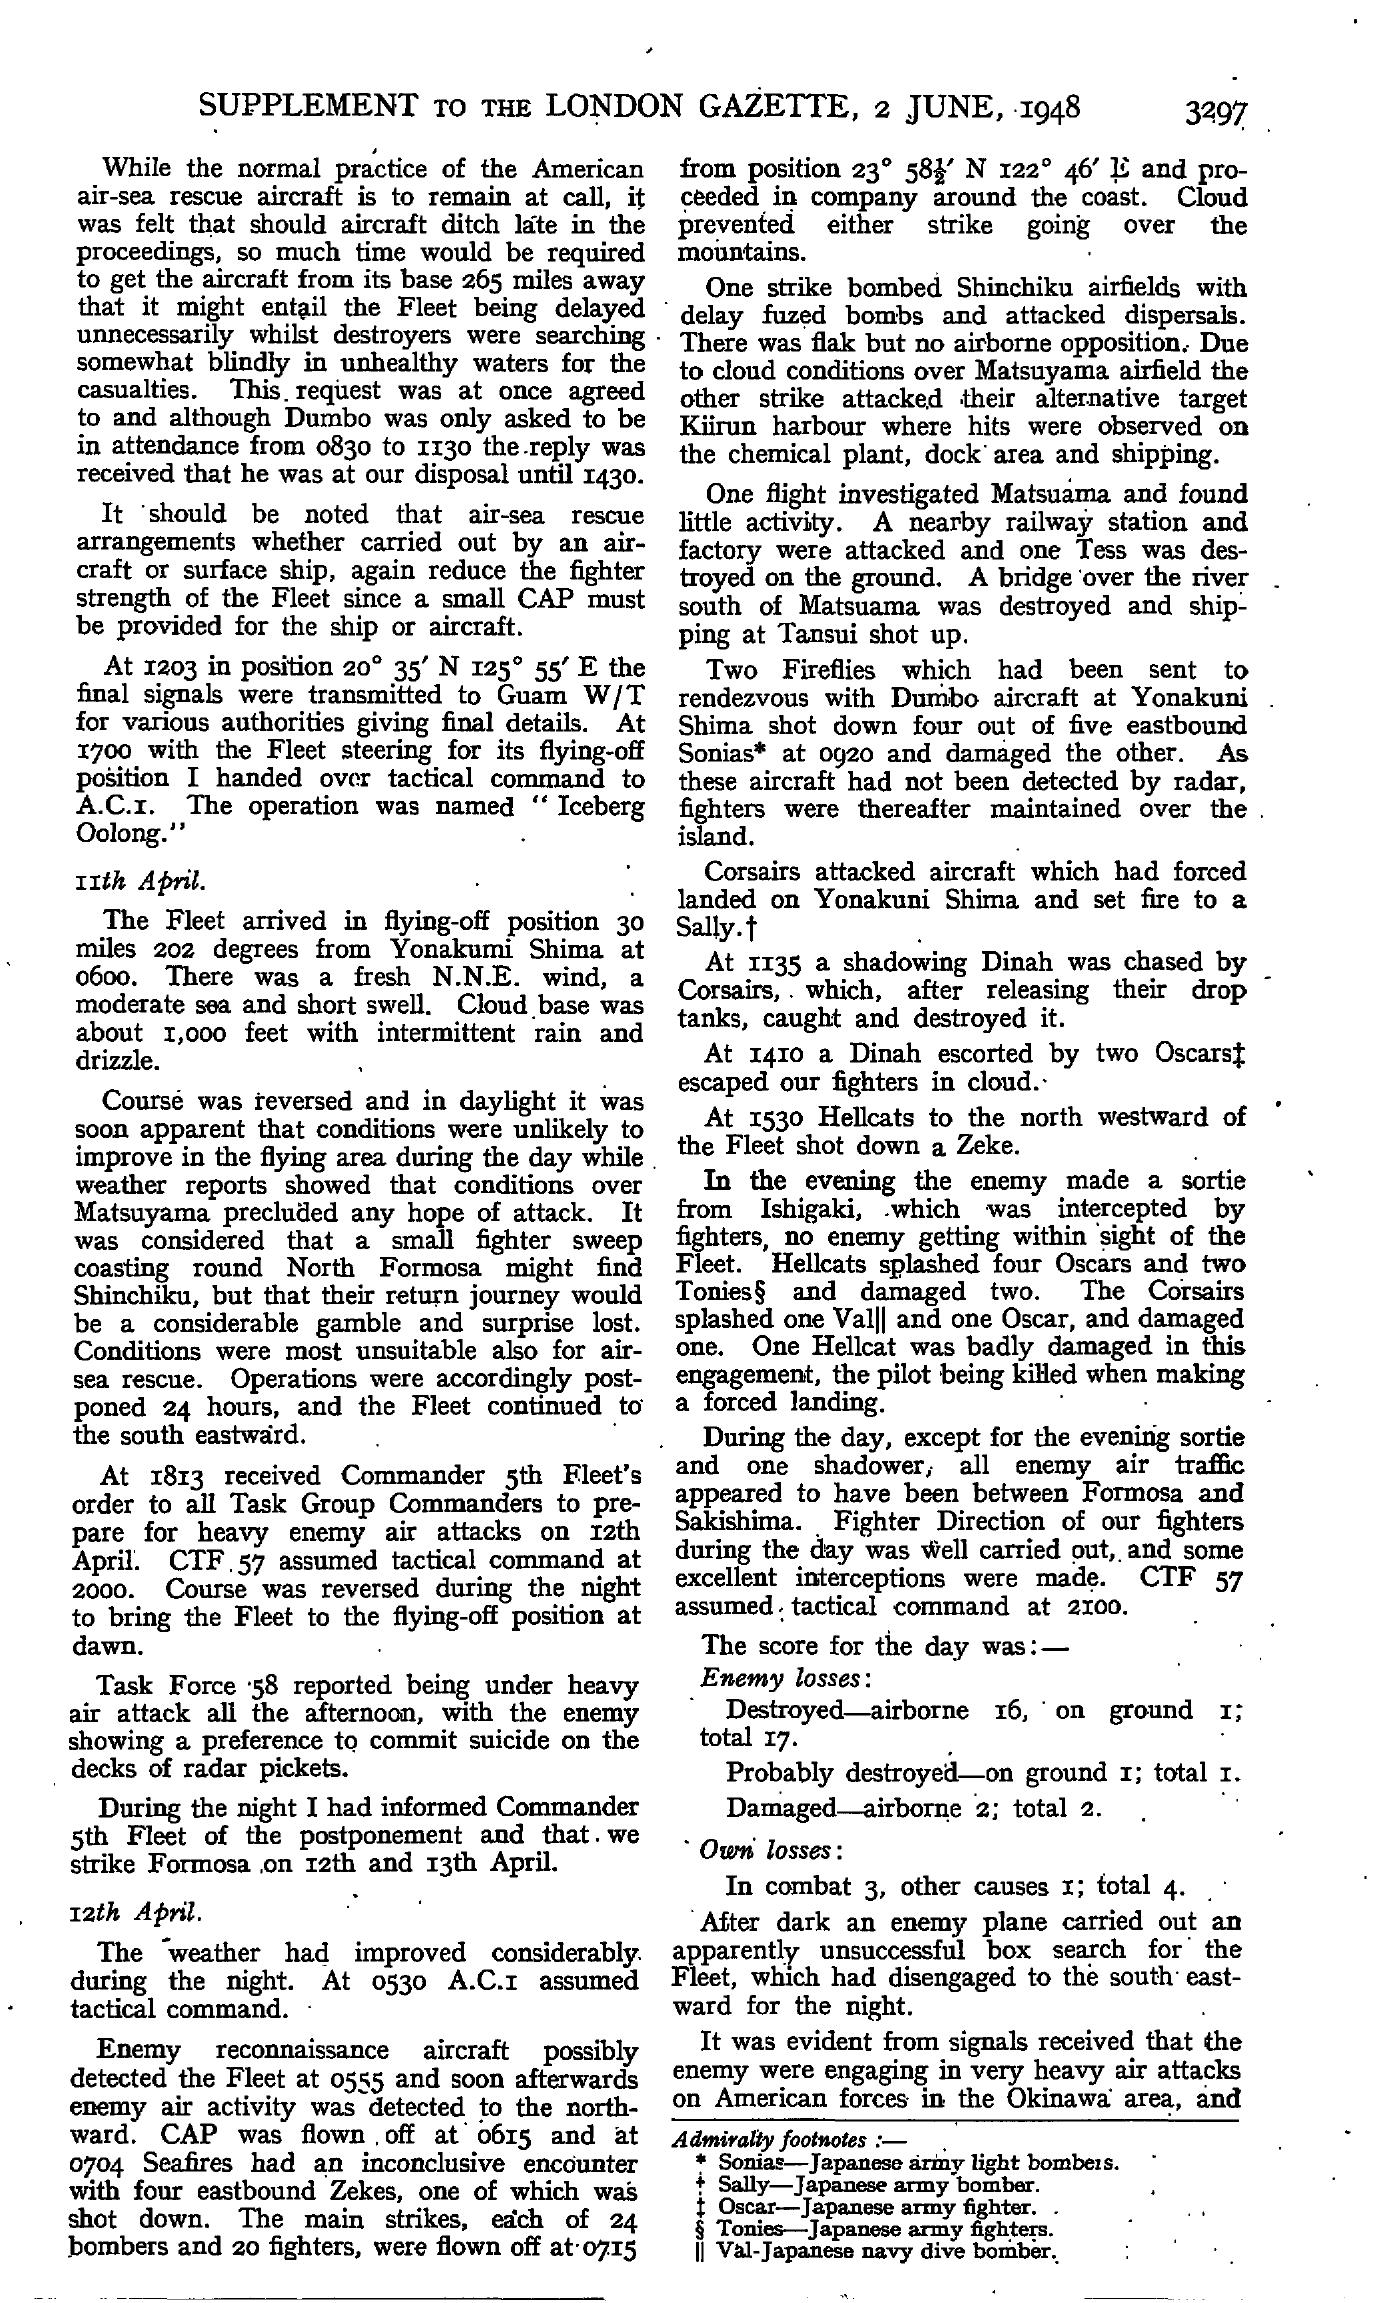 SUPPLEMENT TO THE LONDON GAZETTE, 2 JUNE, 1948 3297
While the normal practice of the American
air-sea rescue aircraft is to remain at call, it
was felt that should aircraft ditch late in the
proceedings, so much time would be required
to get the aircraft from its base 265 miles away
that it might entail the Fleet being delayed
unnecessarily whilst destroyers were searching
somewhat blindly in unhealthy waters for the
casualties. This request was at once agreed
to and although Dumbo was only asked to be
in attendance from 0830 to 1130 the reply was
received that he was at our disposal until 1430.
It should be noted that air-sea rescue
arrangements whether carried out by an air-
craft or surface ship, again reduce the fighter
strength of the Fleet since a small CAP must
be provided for the ship or aircraft.
At 1203 in position 20° 35′ N 125° 55′ E the
final signals were transmitted to Guam W/T
for various authorities giving final details. At
1700 with the Fleet steering for its flying-off
position I handed over tactical command to
A.C.1. The operation was named "Iceberg
Oolong."
11th April.
The Fleet arrived in flying-off position 30
miles 202 degrees from Yonakumi Shima at
0600. There was a fresh N.N.E. wind, a
moderate sea and short swell. Cloud base was
about 1,000 feet with intermittent rain and
drizzle.
Course was reversed and in daylight it was
soon apparent that conditions were unlikely to
improve in the flying area during the day while
weather reports showed that conditions over
Matsuyama precluded any hope of attack. It
was considered that a small fighter sweep
coasting round North Formosa might find
Shinchiku, but that their return journey would
be a considerable gamble and surprise lost.
Conditions were most unsuitable also for air-
sea rescue. Operations were accordingly post-
poned 24 hours, and the Fleet continued to
the south eastward.
At 1813 received Commander 5th Fleet's
order to all Task Group Commanders to pre-
pare for heavy enemy air attacks on 12th
April. CTF 57 assumed tactical command at
2000. Course was reversed during the night
to bring the Fleet to the flying-off position at
dawn.
Task Force 58 reported being under heavy
air attack all the afternoon, with the enemy
showing a preference to commit suicide on the
decks of radar pickets.
During the night I had informed Commander
5th Fleet of the postponement and that we
strike Formosa on 12th and 13th April.
12th April.
The weather had improved considerably
during the night. At 0530 A.C.1 assumed
tactical command.
Enemy reconnaissance aircraft possibly
detected the Fleet at 0555 and soon afterwards
enemy air activity was detected to the north-
ward. CAP was flown off at 0615 and at
0704 Seafires had an inconclusive encounter
with four eastbound Zekes, one of which was
shot down. The main strikes, each of 24
bombers and 20 fighters, were flown off at 0715
from position 23° 58½′ N 122° 46′ E and pro-
ceeded in company around the coast. Cloud
prevented either strike going over the
mountains.
One strike bombed Shinchiku airfields with
delay fuzed bombs and attacked dispersals.
There was flak but no airborne opposition. Due
to cloud conditions over Matsuyama airfield the
other strike attacked their alternative target
Kiirun harbour where hits were observed on
the chemical plant, dock area and shipping.
One flight investigated Matsuama and found
little activity. A nearby railway station and
factory were attacked and one Tess was des-
troyed on the ground. A bridge over the river
south of Matsuama was destroyed and ship-
ping at Tansui shot up.
Two Fireflies which had been sent to
rendezvous with Dumbo aircraft at Yonakuni
Shima shot down four out of five eastbound
Sonias* at 0920 and damaged the other. As
these aircraft had not been detected by radar,
fighters were thereafter maintained over the
island.
Corsairs attacked aircraft which had forced
landed on Yonakuni Shima and set fire to a
Sally.†
At 1135 a shadowing Dinah was chased by
Corsairs, which, after releasing their drop
tanks, caught and destroyed it.
At 1410 a Dinah escorted by two Oscars‡
escaped our fighters in cloud.
At 1530 Hellcats to the north westward of
the Fleet shot down a Zeke.
In the evening the enemy made a sortie
from Ishigaki, which was intercepted by
fighters, no enemy getting within sight of the
Fleet. Hellcats splashed four Oscars and two
Tonies§ and damaged two. The Corsairs
splashed one Val|| and one Oscar, and damaged
one. One Hellcat was badly damaged in this
engagement, the pilot being killed when making
a forced landing.
During the day, except for the evening sortie
and one shadower, all enemy air traffic
appeared to have been between Formosa and
Sakishima. Fighter Direction of our fighters
during the day was well carried out, and some
excellent interceptions were made. CTF 57
assumed tactical command at 2100.
The score for the day was:—
Enemy losses:
Destroyed—airborne 16, on ground 1;
total 17.
Probably destroyed—on ground 1; total 1.
Damaged—airborne 2; total 2.
Own losses:
In combat 3, other causes 1; total 4.
After dark an enemy plane carried out an
apparently unsuccessful box search for the
Fleet, which had disengaged to the south east-
ward for the night.
It was evident from signals received that the
enemy were engaging in very heavy air attacks
on American forces in the Okinawa area, and
Admiralty footnotes :—
* Sonias—Japanese army light bombers.
† Sally—Japanese army bomber.
‡ Oscar—Japanese army fighter.
§ Tonies—Japanese army fighters.
|| Val-Japanese navy dive bomber.